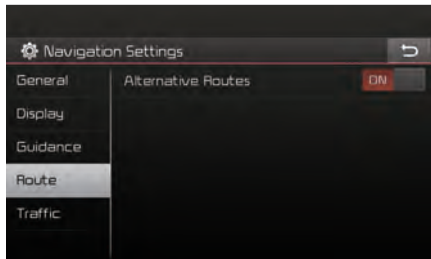 Navigation Settings
General
Alternative Routes
ON
Display
Guidance
Route
Traffic